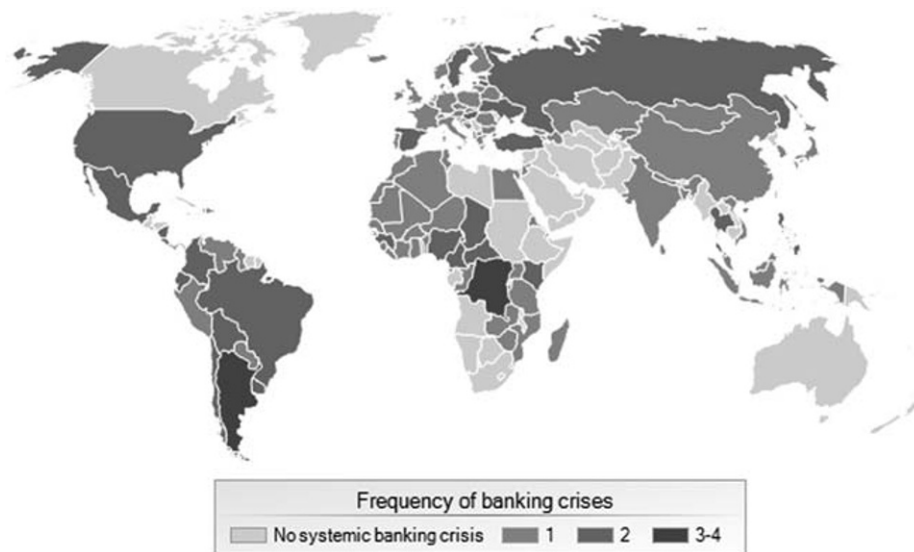 Frequency of banking crises
No systemic banking crisis 1 2 3-4